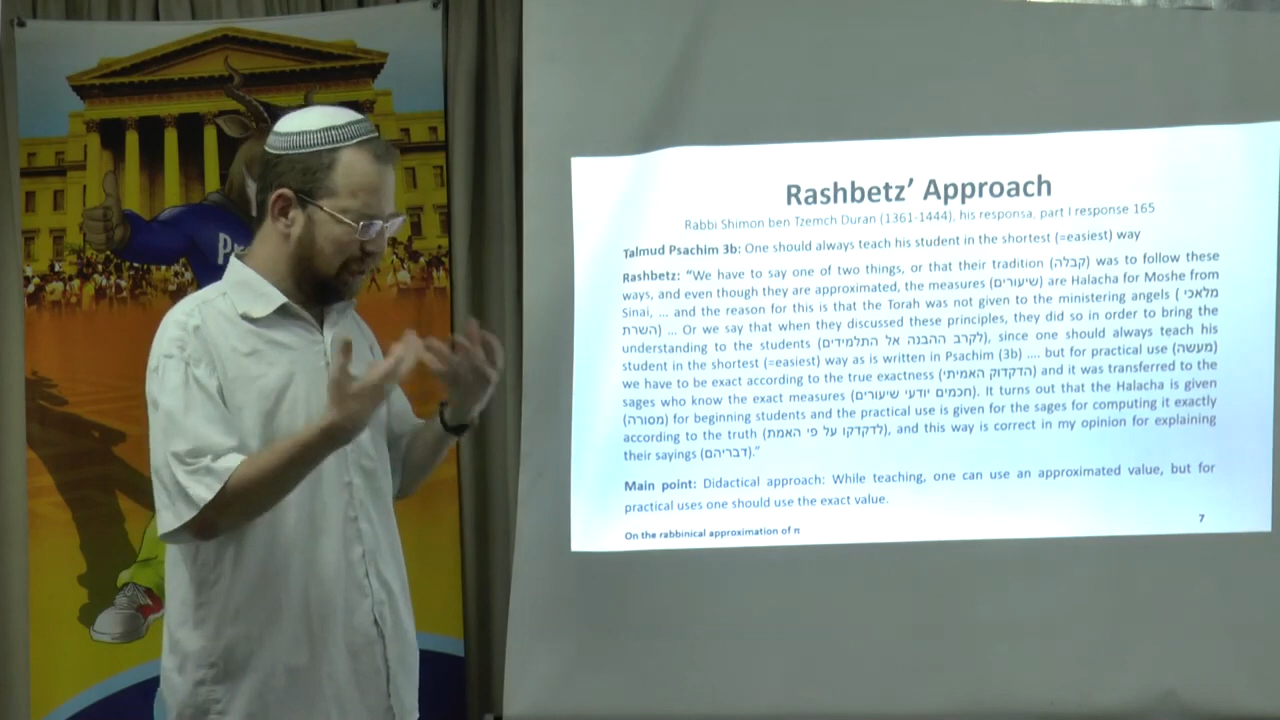 Pr
Rashbetz’ Approach
Rabbi Shimon ben Tzemch Duran (1361-1444), his responsa, part I response 165
Talmud Psachim 3b: One should always teach his student in the shortest (=easiest) way
Rashbetz: “We have to say one of two things, or that their tradition (קבלה) was to follow these
ways, and even though they are approximated, the measures (שיעורים) are Halacha for Moshe from
Sinai, ... and the reason for this is that the Torah was not given to the ministering angels ( מלאכי
השרת) ... Or we say that when they discussed these principles, they did so in order to bring the
understanding to the students (לקרב ההבנה אל התלמידים), since one should always teach his
student in the shortest (=easiest) way as is written in Psachim (3b) .... but for practical use (מעשה)
we have to be exact according to the true exactness (הדקדוק האמיתי) and it was transferred to the
sages who know the exact measures (חכמים יודעי שיעורים). It turns out that the Halacha is given
(מסורה) for beginning students and the practical use is given for the sages for computing it exactly
according to the truth (לדקדקו על פי האמת), and this way is correct in my opinion for explaining
their sayings (דבריהם).”
Main point: Didactical approach: While teaching, one can use an approximated value, but for
practical uses one should use the exact value.
On the rabbinical approximation of π
7